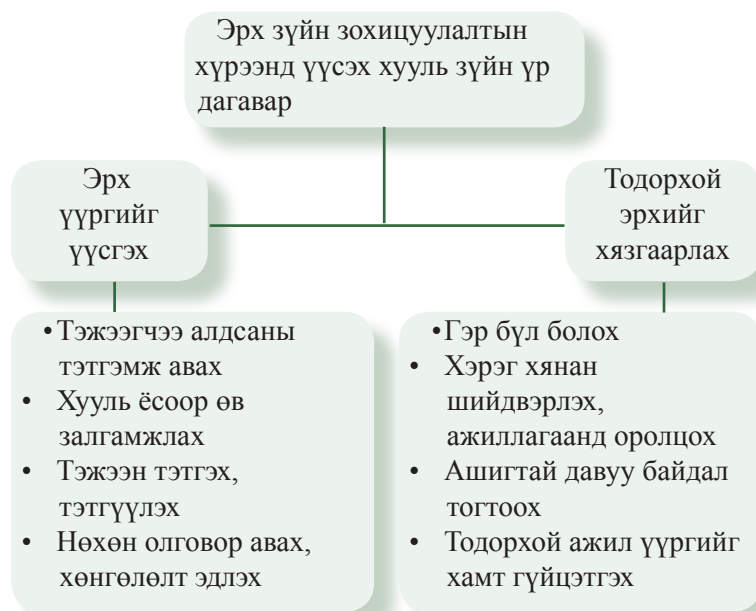 Эрх зүйн зохицуулалтын
хүрээнд үүсэх хууль зүйн үр
дагавар
Эрх
үүргийг
үүсгэх
Тодорхой
эрхийг
хязгаарлах
•Тэжээгчээ алдсаны
тэтгэмж авах
• Хууль ёсоор өв
залгамжлах
• Тэжээн тэтгэх,
тэтгүүлэх
• Нөхөн олговор авах,
хөнгөлөлт эдлэх
•Гэр бүл болох
• Хэрэг хянан
шийдвэрлэх,
ажиллагаанд оролцох
• Ашигтай давуу байдал
тогтоох
• Тодорхой ажил үүргийг
хамт гүйцэтгэх